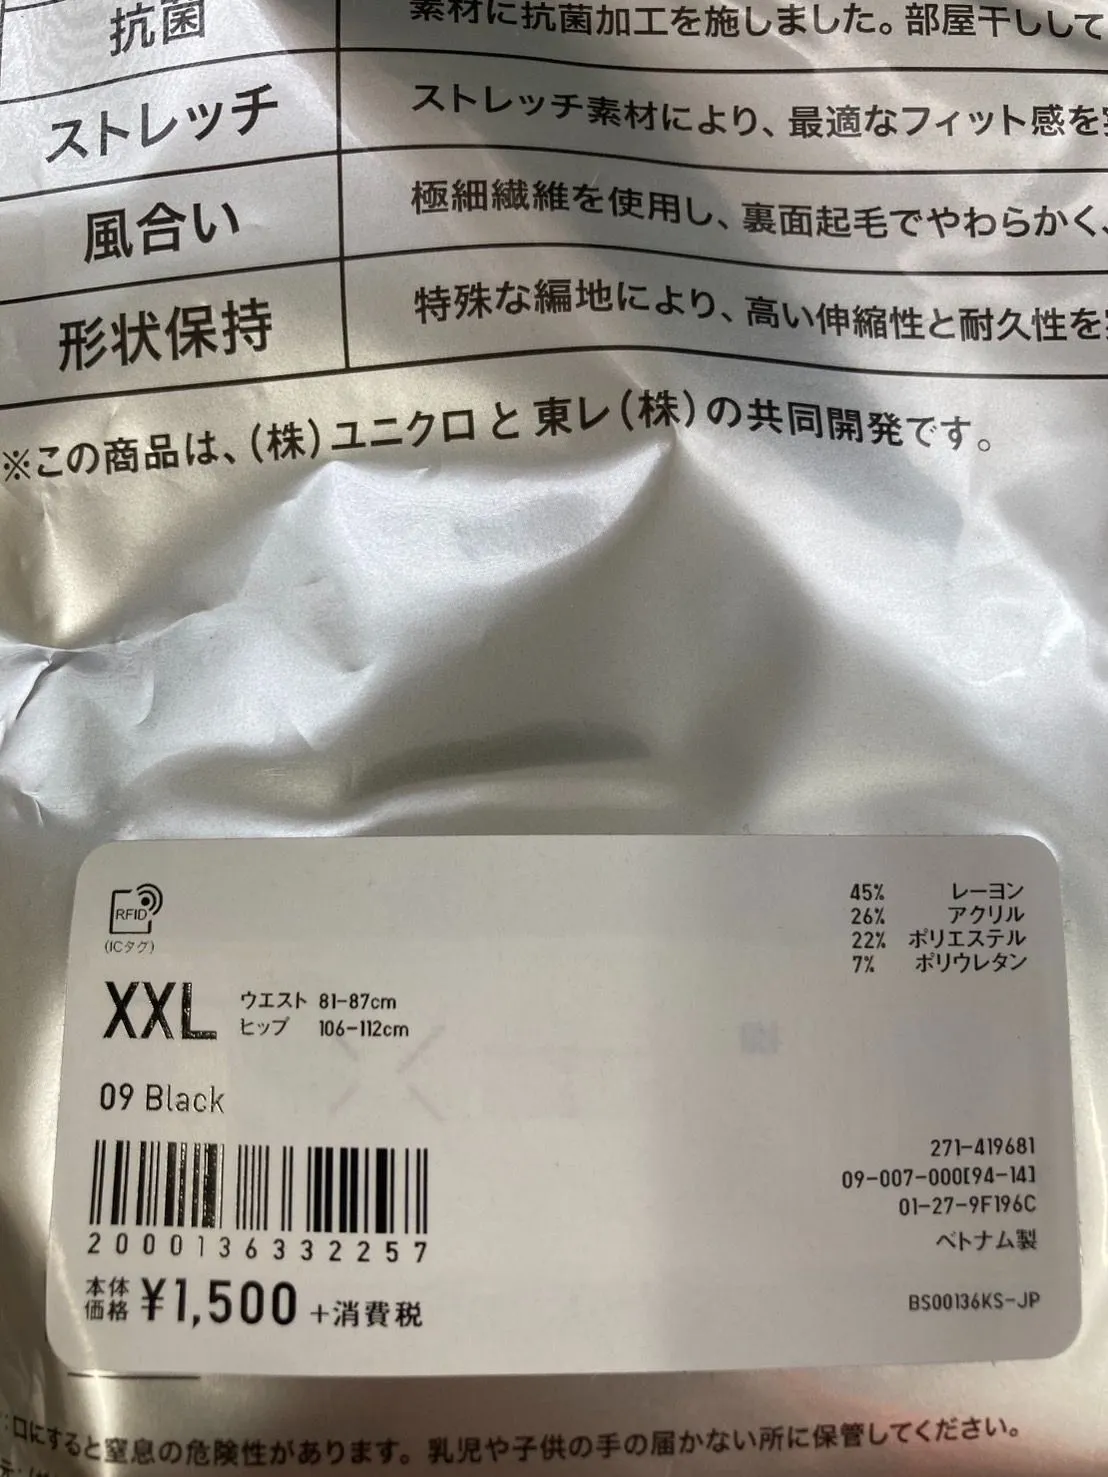 抗菌
素材に抗菌加工を施しました。部屋干しして
ストレッチ
ストレッチ素材により、最適なフィット感を
風合い
極細繊維を使用し、裏面起毛でやわらかく、
形状保持
特殊な編地により、高い伸縮性と耐久性を
※この商品は、(株)ユニクロと東レ(株)の共同開発です。
RFID
(ICタグ)
45% レーヨン
26% アクリル
22% ポリエステル
7% ポリウレタン
XXL
ウエスト 81-87cm
ヒップ 106-112cm
09 Black
2000136332257
本体価格 ¥1,500 +消費税
271-419681
09-007-000[94-14]
01-27-9F196C
ベトナム製
BS00136KS-JP
:口にすると窒息の危険性があります。乳児や子供の手の届かない所に保管してください。